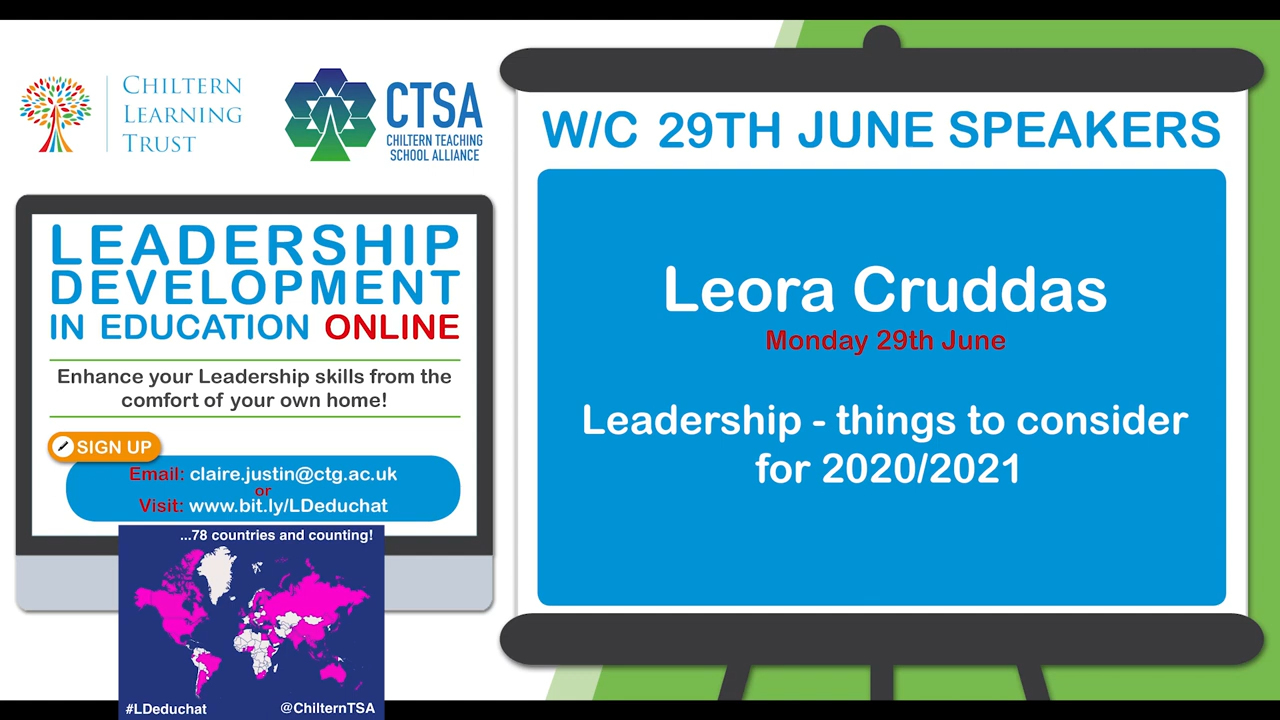 CHILTERN
LEARNING
TRUST
CTSA
CHILTERN TEACHING
SCHOOL ALLIANCE
LEADERSHIP
DEVELOPMENT
IN EDUCATION ONLINE
Enhance your Leadership skills from the
comfort of your own home!
SIGN UP
Email: claire.justin@ctg.ac.uk
or
Visit: www.bit.ly/LDeduchat
...78 countries and counting!
#LDeduchat @ChilternTSA
W/C 29TH JUNE SPEAKERS
Leora Cruddas
Monday 29th June
Leadership - things to consider
for 2020/2021